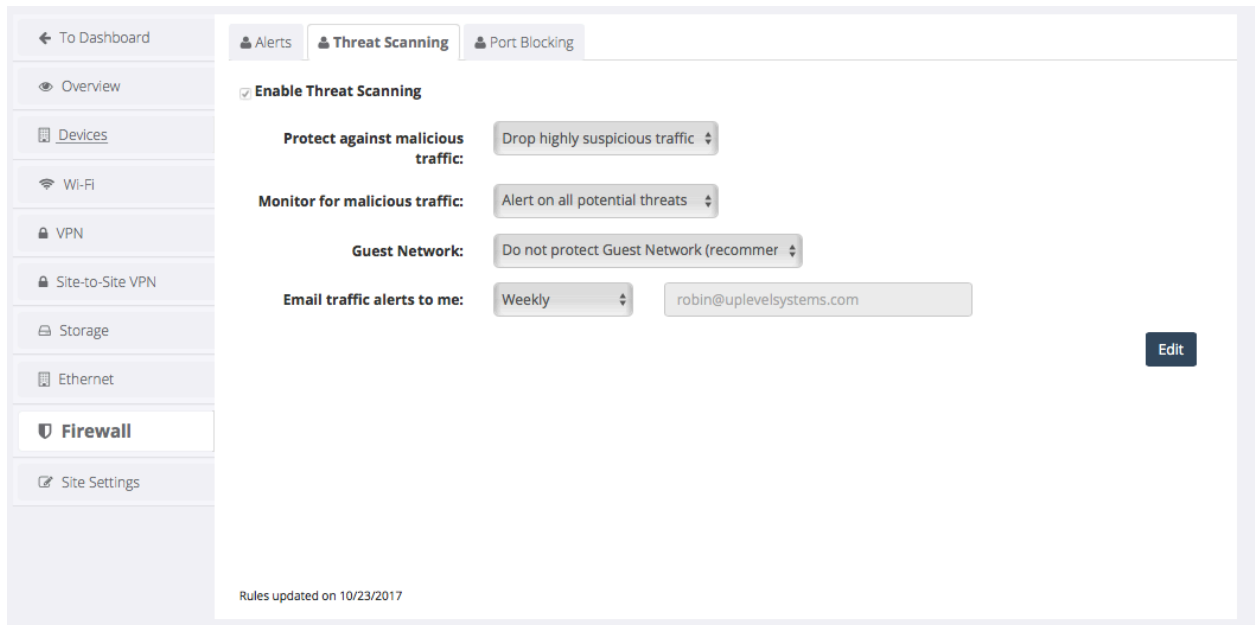 To Dashboard
Overview
Devices
Wi-Fi
VPN
Site-to-Site VPN
Storage
Ethernet
Firewall
Site Settings
Alerts
Threat Scanning
Port Blocking
Enable Threat Scanning
Protect against malicious
traffic:
Drop highly suspicious traffic
Monitor for malicious traffic:
Alert on all potential threats
Guest Network:
Do not protect Guest Network (recommer
Email traffic alerts to me:
Weekly
robin@uplevelsystems.com
Edit
Rules updated on 10/23/2017